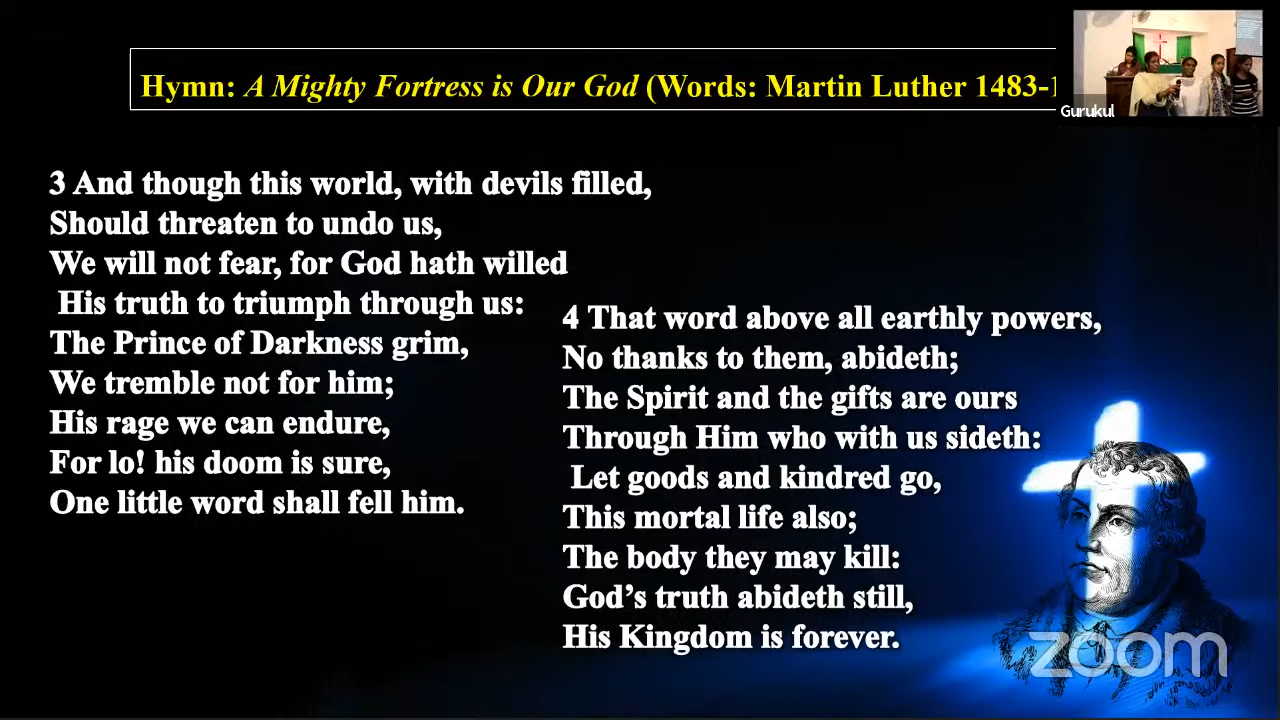 Hymn: A Mighty Fortress is Our God (Words: Martin Luther 1483-1
Gurukul
3 And though this world, with devils filled,
Should threaten to undo us,
We will not fear, for God hath willed
His truth to triumph through us:
The Prince of Darkness grim,
We tremble not for him;
His rage we can endure,
For lo! his doom is sure,
One little word shall fell him.
4 That word above all earthly powers,
No thanks to them, abideth;
The Spirit and the gifts are ours
Through Him who with us sideth:
Let goods and kindred go,
This mortal life also;
The body they may kill:
God’s truth abideth still,
His Kingdom is forever.
zoom